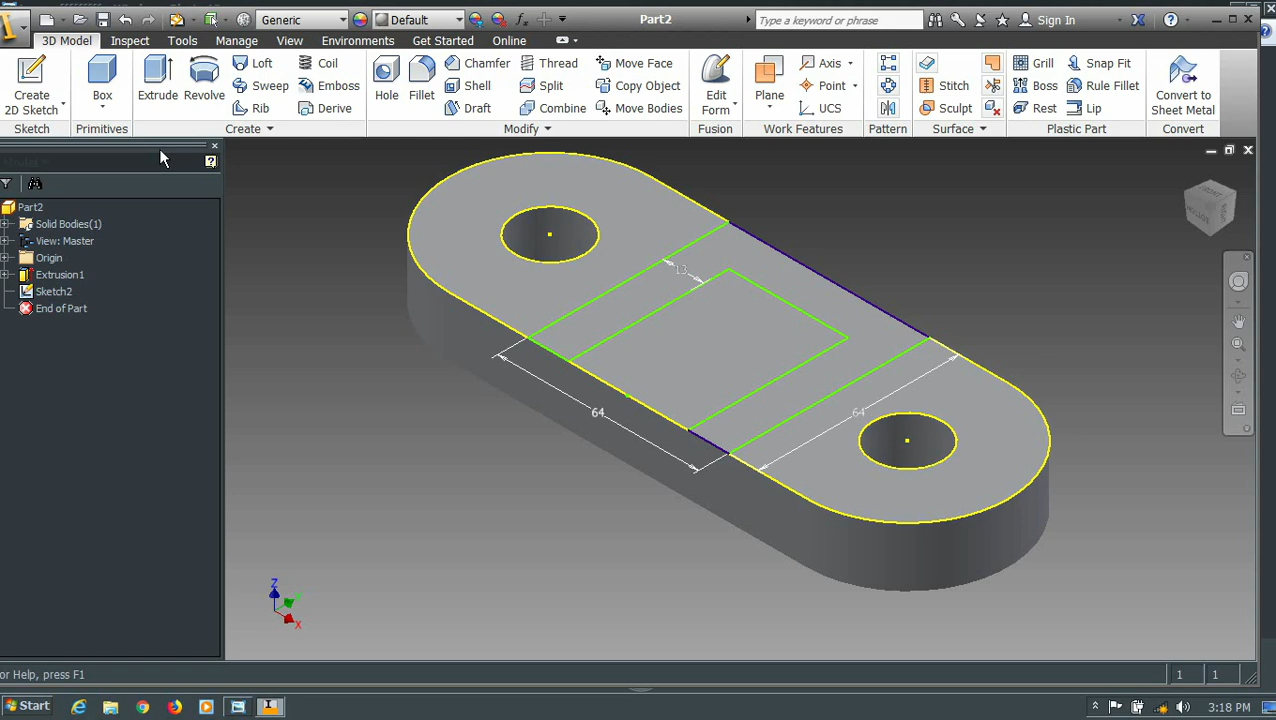 Generic
Default
Part2
Type a keyword or phrase
Sign In
3D Model
Inspect
Tools
Manage
View
Environments
Get Started
Online
Create
2D Sketch
Box
Extrude
Revolve
Loft
Coil
Sweep
Emboss
Rib
Derive
Hole
Fillet
Chamfer
Thread
Move Face
Shell
Split
Copy Object
Draft
Combine
Move Bodies
Edit
Form
Plane
Axis
Point
UCS
Stitch
Sculpt
Grill
Snap Fit
Boss
Rule Fillet
Rest
Lip
Convert to
Sheet Metal
Sketch
Primitives
Create
Modify
Fusion
Work Features
Pattern
Surface
Plastic Part
Convert
Part2
Solid Bodies(1)
View: Master
Origin
Extrusion1
Sketch2
End of Part
13
64
64
Z
X
or Help, press F1
1
1
Start
3:18 PM